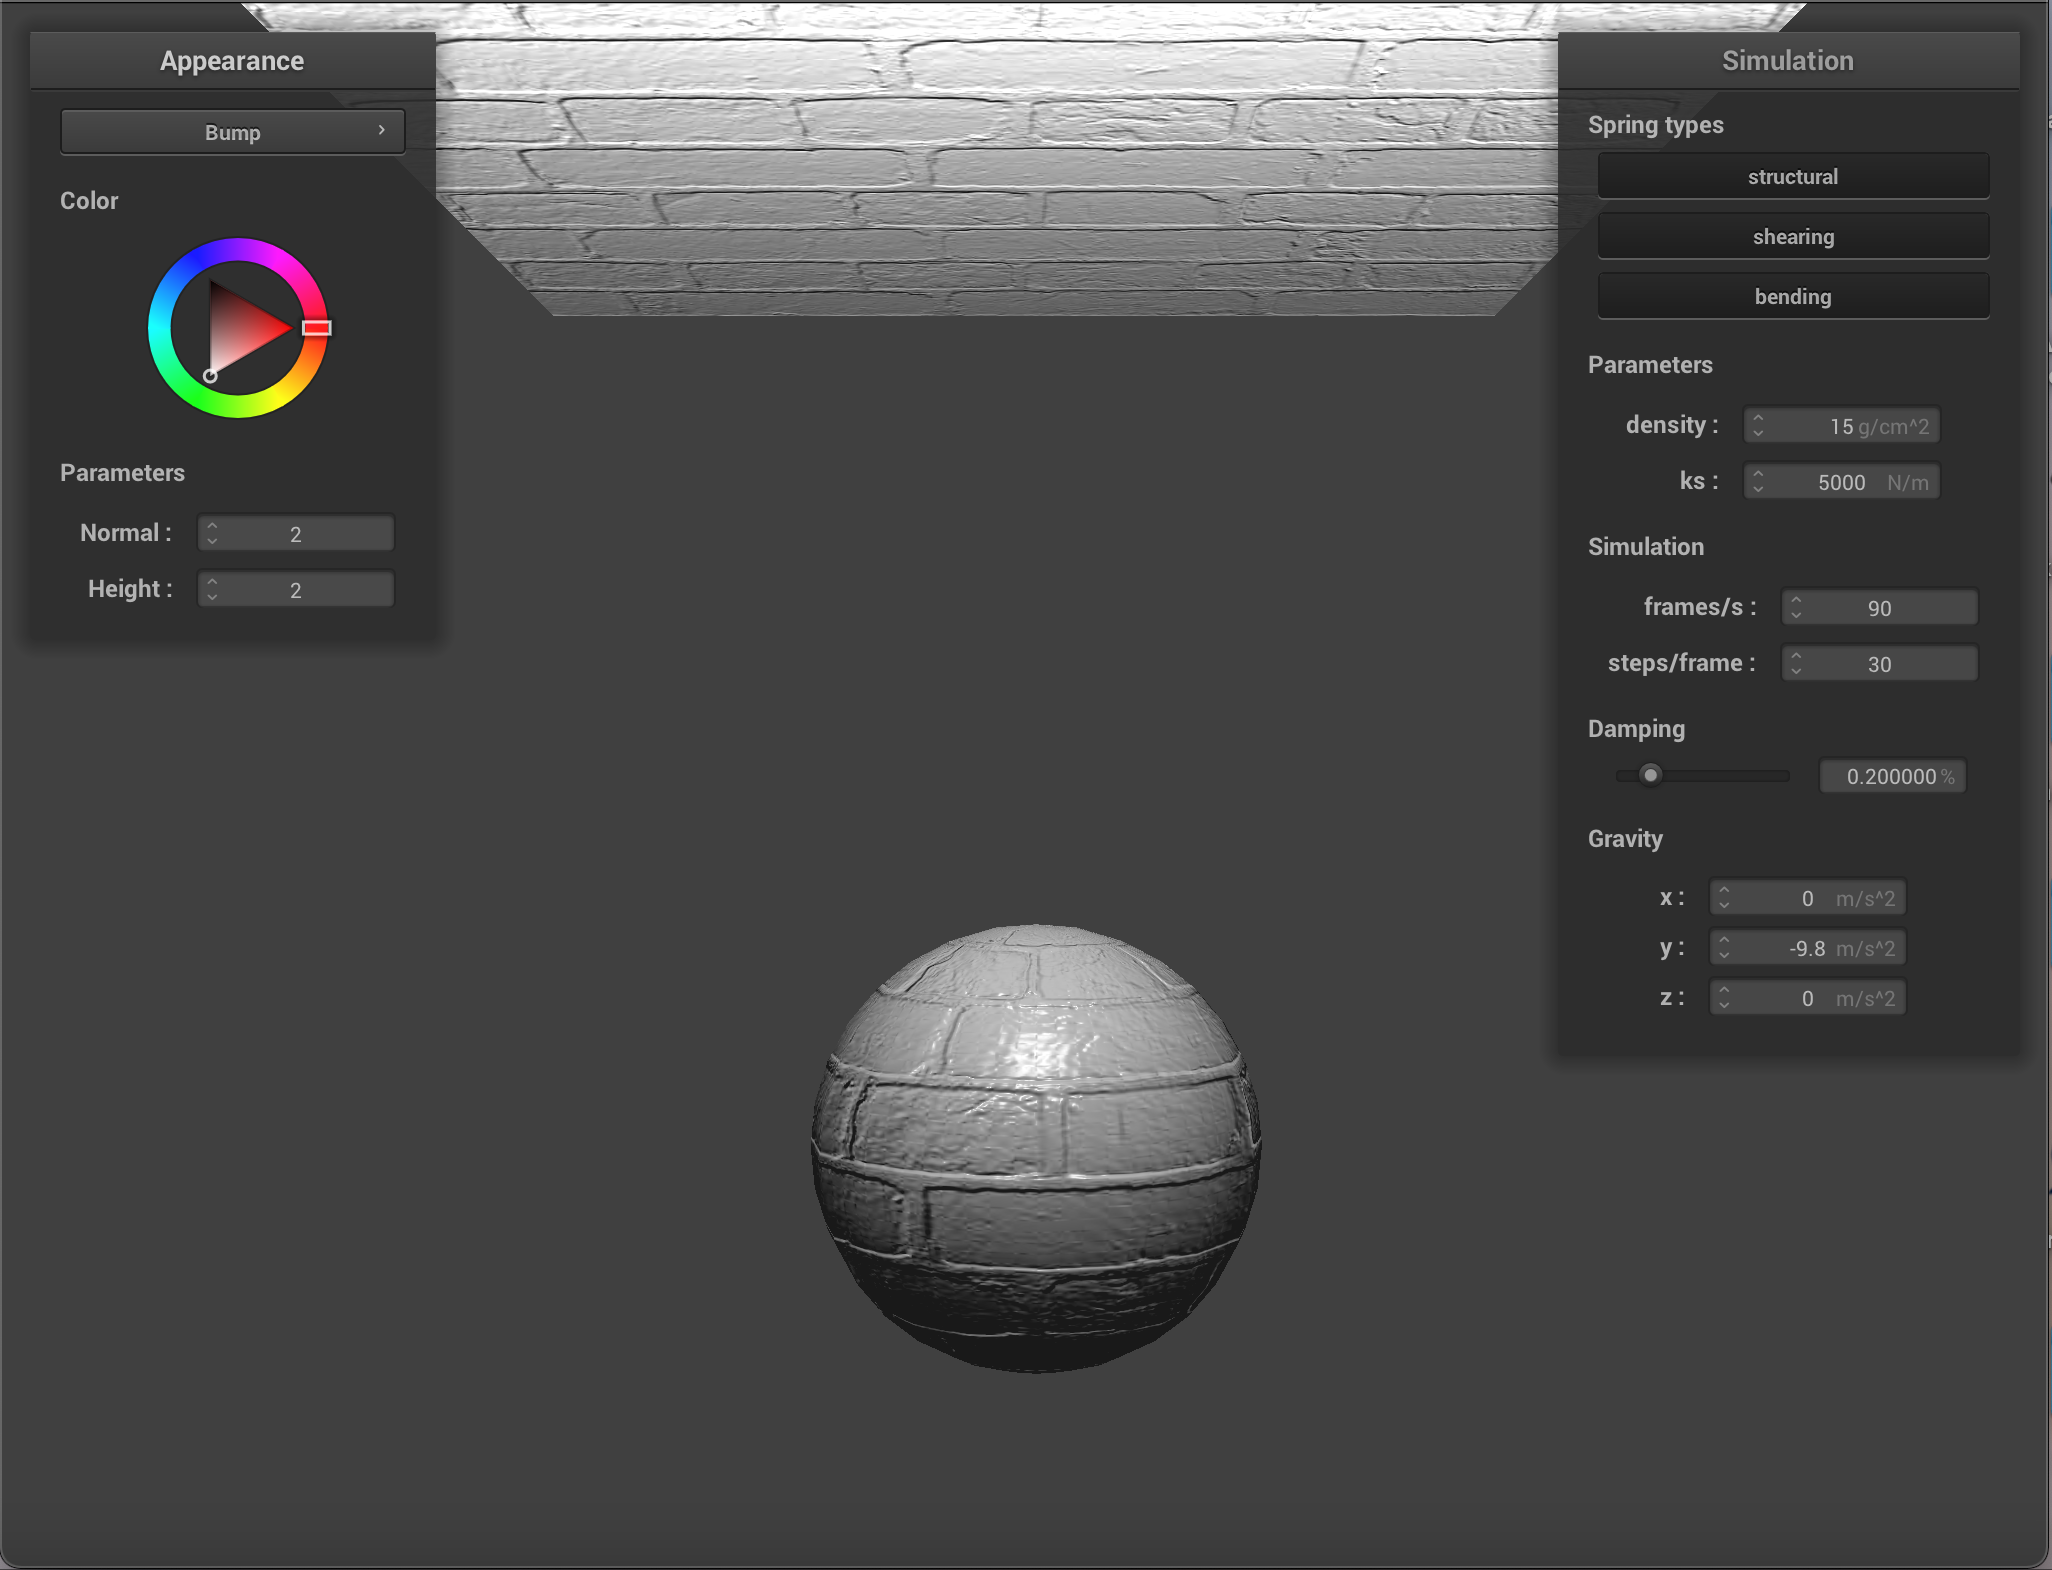 Appearance
Bump
Color
Parameters
Normal : 2
Height : 2
Simulation
Spring types
structural
shearing
bending
Parameters
density : 15 g/cm^2
ks : 5000 N/m
Simulation
frames/s : 90
steps/frame : 30
Damping
0.200000 %
Gravity
x : 0 m/s^2
y : -9.8 m/s^2
z : 0 m/s^2